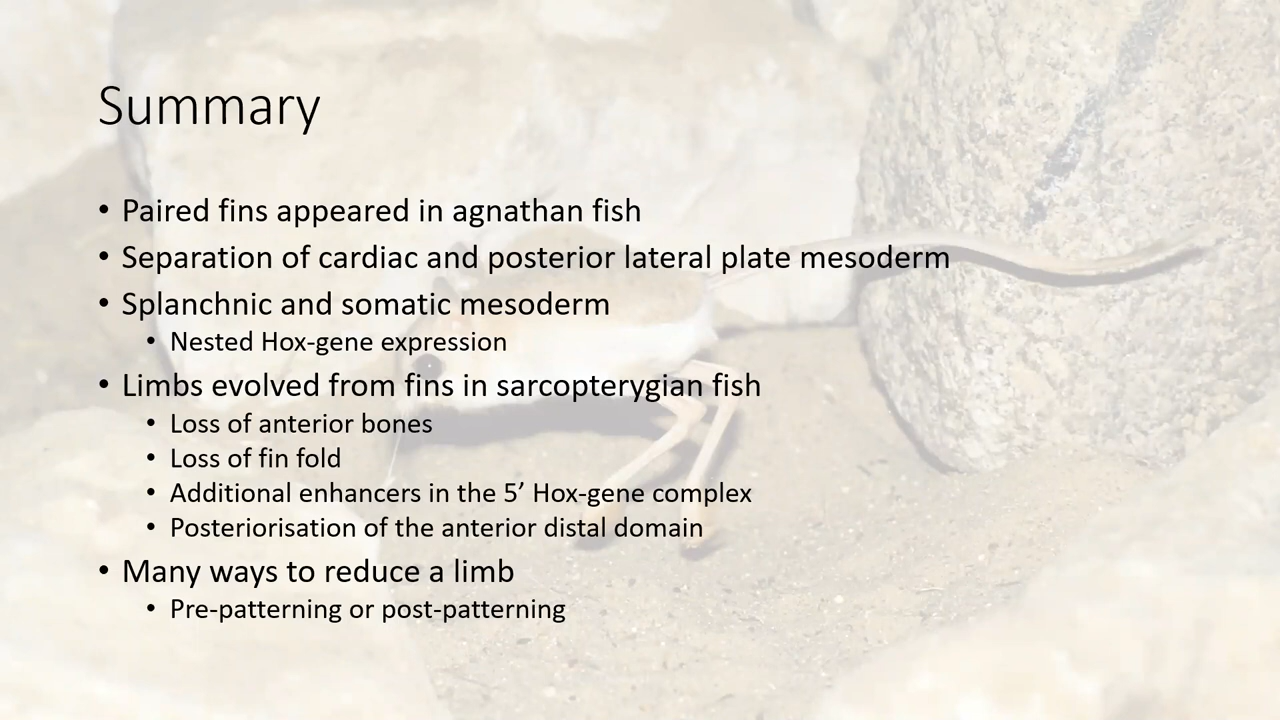 Summary
• Paired fins appeared in agnathan fish
• Separation of cardiac and posterior lateral plate mesoderm
• Splanchnic and somatic mesoderm
• Nested Hox-gene expression
• Limbs evolved from fins in sarcopterygian fish
• Loss of anterior bones
• Loss of fin fold
• Additional enhancers in the 5’ Hox-gene complex
• Posteriorisation of the anterior distal domain
• Many ways to reduce a limb
• Pre-patterning or post-patterning